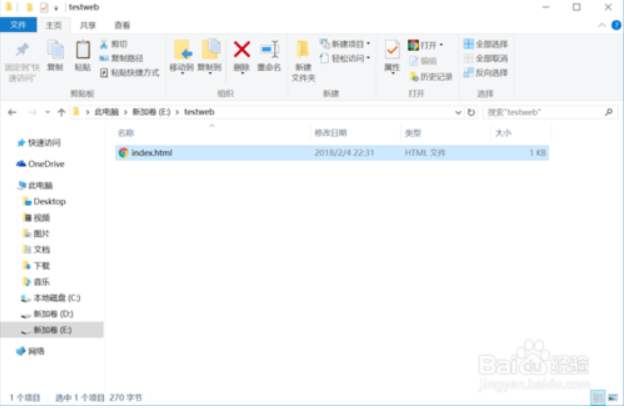 testweb
文件 主页 共享 查看
固定到"快速访问" 复制 粘贴 剪切 复制路径 粘贴快捷方式
移动到 复制到 删除 重命名
新建文件夹 新建项目 轻松访问
属性 打开 编辑 历史记录
全部选择 全部取消 反向选择
剪贴板 组织 新建 打开 选择
此电脑 新加卷 (E:) testweb 搜索"testweb"
名称 修改日期 类型 大小
index.html 2018/2/4 22:31 HTML 文件 1 KB
快速访问
OneDrive
此电脑
Desktop
视频
图片
文档
下载
音乐
本地磁盘 (C:)
新加卷 (D:)
新加卷 (E:)
网络
Baidu 经验
jingyan.baidu.com
1 个项目 选中 1 个项目 270 字节